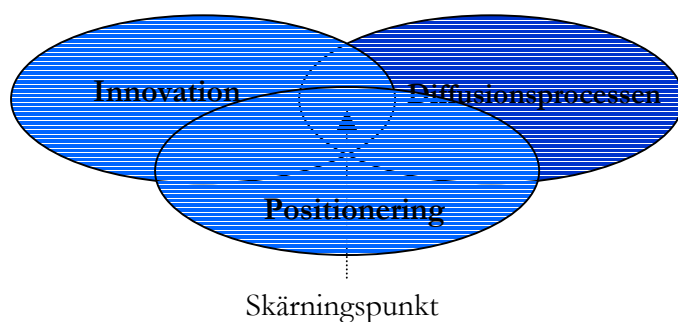 Innovation
Diffusionsprocessen
Positionering
Skärningspunkt